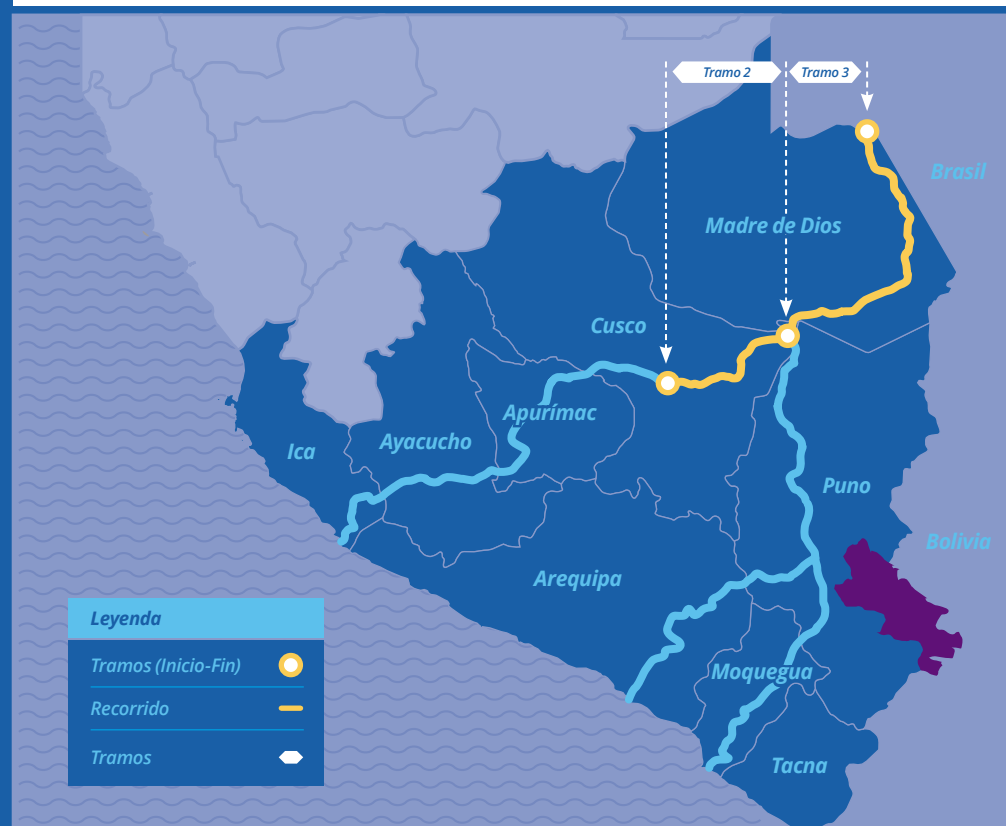 Tramo 2
Tramo 3
Brasil
Madre de Dios
Cusco
Apurímac
Ayacucho
Ica
Puno
Bolivia
Arequipa
Moquegua
Tacna
Leyenda
Tramos (Inicio-Fin)
Recorrido
Tramos